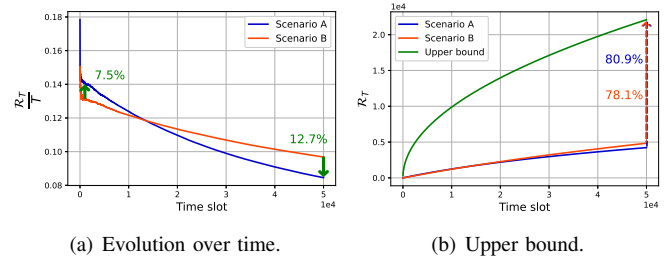 0.18
0.16
0.14
0.12
0.10
0.08
R_T
T
Scenario A
Scenario B
7.5%
12.7%
0 1 2 3 4 5
1e4
Time slot
(a) Evolution over time.
1e4
2.0
1.5
1.0
0.5
0.0
R_T
Scenario A
Scenario B
Upper bound
80.9%
78.1%
0 1 2 3 4 5
1e4
Time slot
(b) Upper bound.